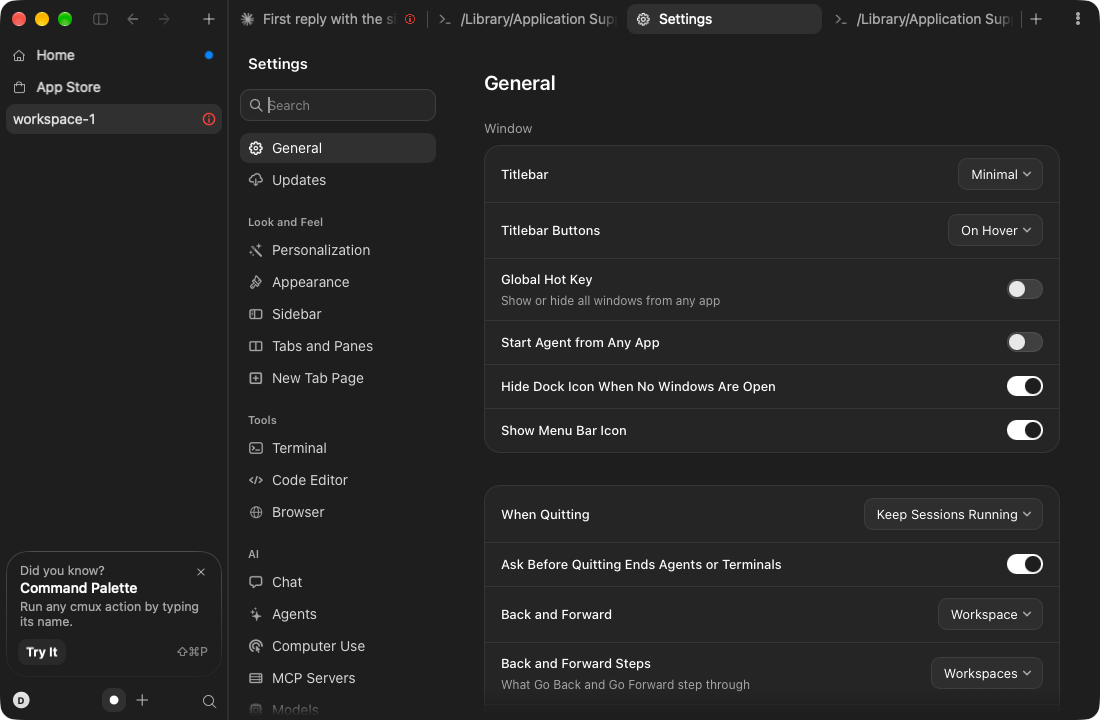 Home
App Store
workspace-1
Did you know?
Command Palette
Run any cmux action by typing
its name.
Try It
⇧⌘P
D
First reply with the si
/Library/Application Supp
Settings
/Library/Application Supp
Settings
Search
General
Updates
Look and Feel
Personalization
Appearance
Sidebar
Tabs and Panes
New Tab Page
Tools
Terminal
Code Editor
Browser
AI
Chat
Agents
Computer Use
MCP Servers
Models
General
Window
Titlebar
Minimal
Titlebar Buttons
On Hover
Global Hot Key
Show or hide all windows from any app
Start Agent from Any App
Hide Dock Icon When No Windows Are Open
Show Menu Bar Icon
When Quitting
Keep Sessions Running
Ask Before Quitting Ends Agents or Terminals
Back and Forward
Workspace
Back and Forward Steps
What Go Back and Go Forward step through
Workspaces